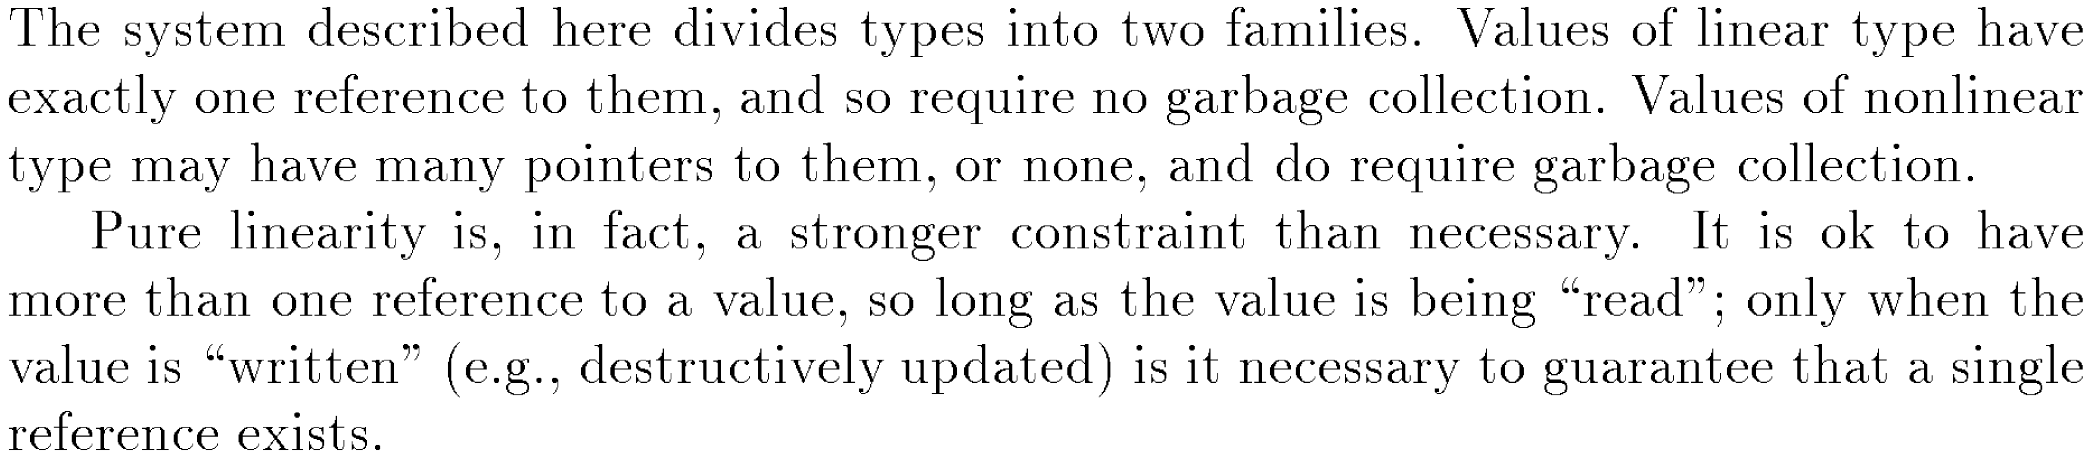 The system described here divides types into two families. Values of linear type have
exactly one reference to them, and so require no garbage collection. Values of nonlinear
type may have many pointers to them, or none, and do require garbage collection.
Pure linearity is, in fact, a stronger constraint than necessary. It is ok to have
more than one reference to a value, so long as the value is being “read”; only when the
value is “written” (e.g., destructively updated) is it necessary to guarantee that a single
reference exists.